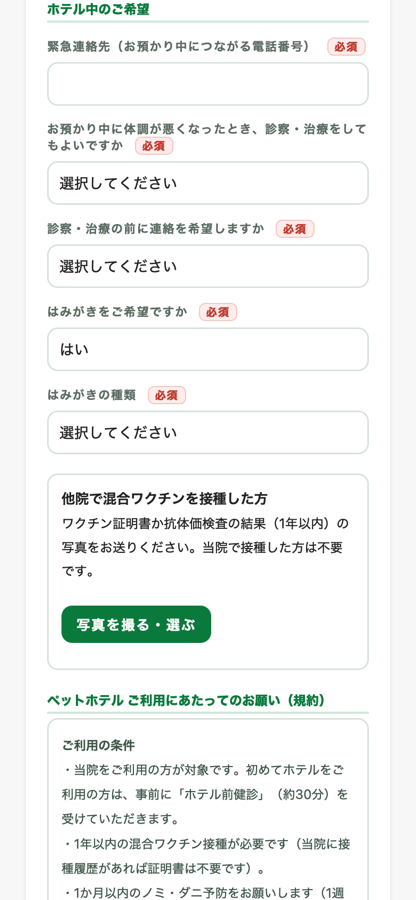 ホテル中のご希望
緊急連絡先（お預かり中につながる電話番号） 必須
お預かり中に体調が悪くなったとき、診察・治療をして
もよいですか 必須
選択してください
診察・治療の前に連絡を希望しますか 必須
選択してください
はみがきをご希望ですか 必須
はい
はみがきの種類 必須
選択してください
他院で混合ワクチンを接種した方
ワクチン証明書か抗体価検査の結果（1年以内）の
写真をお送りください。当院で接種した方は不要
です。
写真を撮る・選ぶ
ペットホテル ご利用にあたってのお願い（規約）
ご利用の条件
・当院をご利用の方が対象です。初めてホテルをご
利用の方は、事前に「ホテル前健診」（約30分）を
受けていただきます。
・1年以内の混合ワクチン接種が必要です（当院に接
種履歴があれば証明書は不要です）。
・1か月以内のノミ・ダニ予防をお願いします（1週